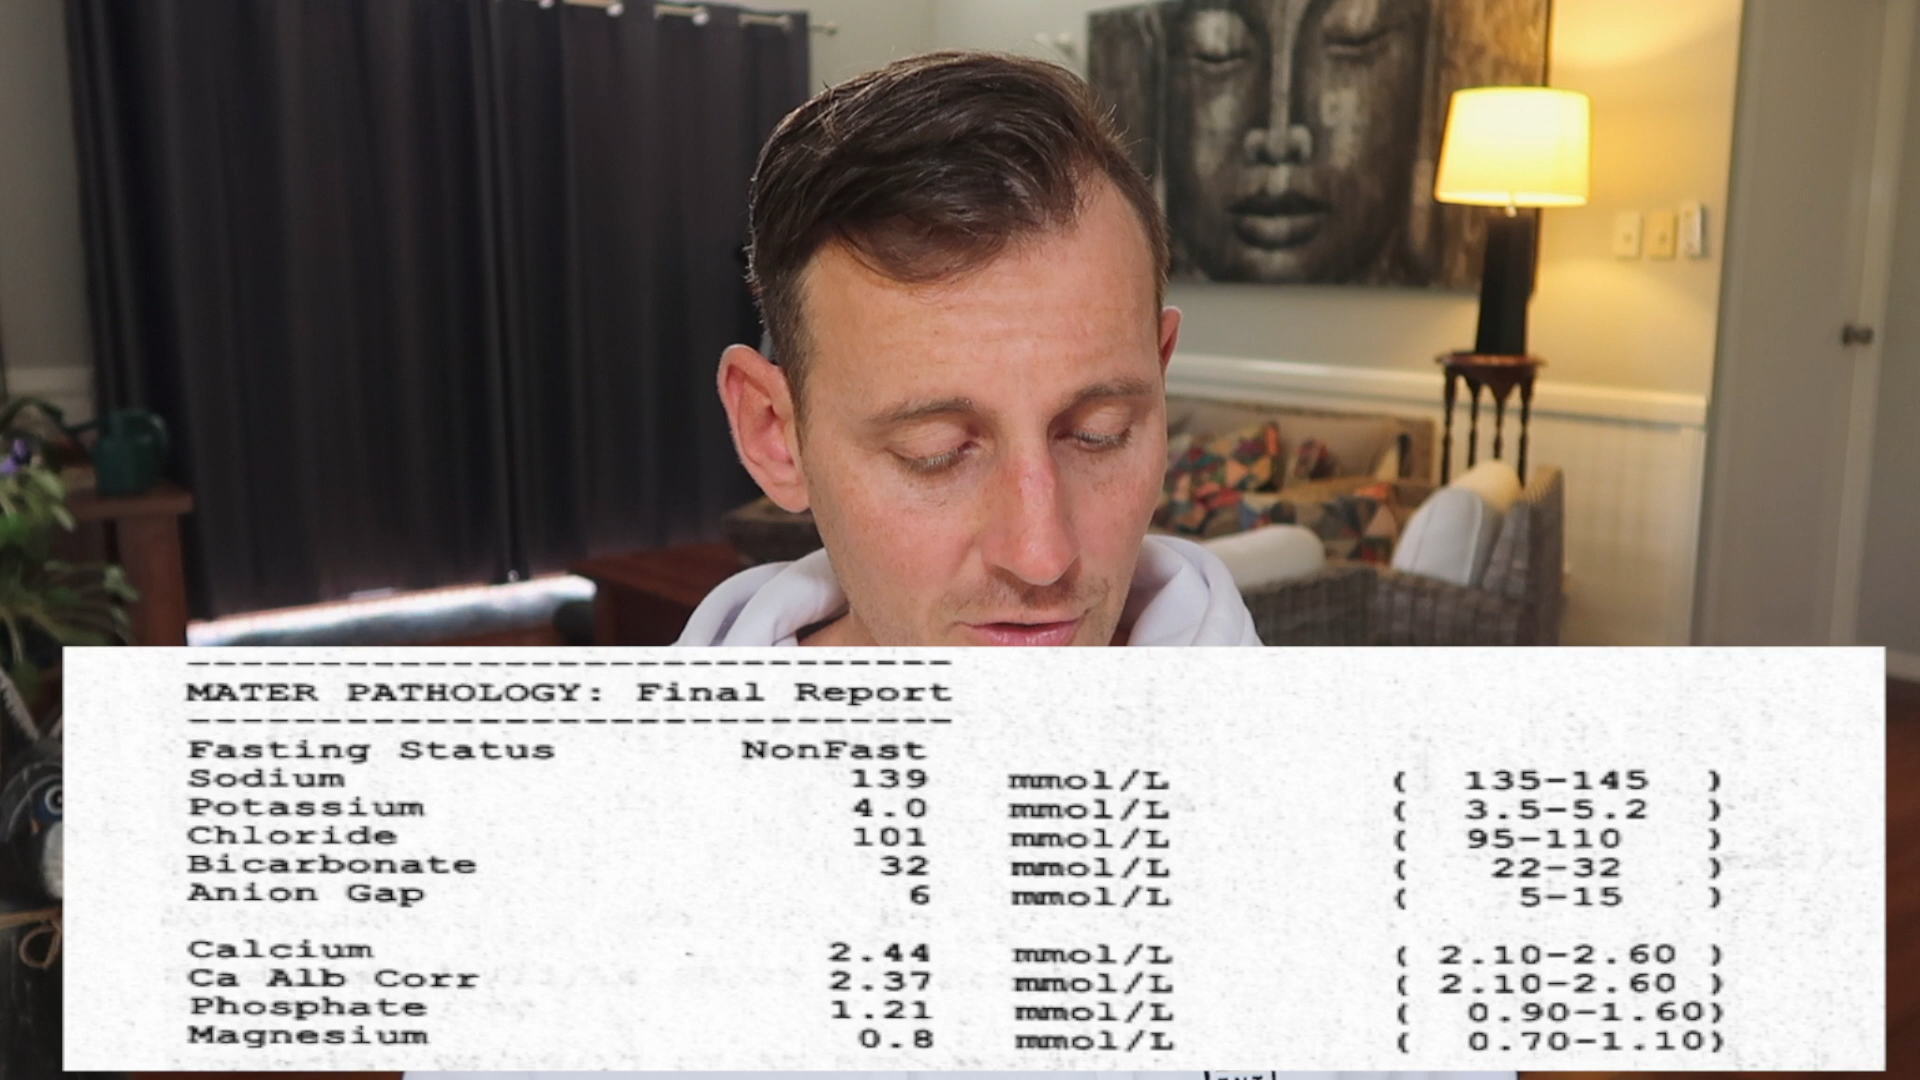 MATER PATHOLOGY: Final Report
Fasting Status NonFast
Sodium 139 mmol/L ( 135-145 )
Potassium 4.0 mmol/L ( 3.5-5.2 )
Chloride 101 mmol/L ( 95-110 )
Bicarbonate 32 mmol/L ( 22-32 )
Anion Gap 6 mmol/L ( 5-15 )
Calcium 2.44 mmol/L ( 2.10-2.60 )
Ca Alb Corr 2.37 mmol/L ( 2.10-2.60 )
Phosphate 1.21 mmol/L ( 0.90-1.60)
Magnesium 0.8 mmol/L ( 0.70-1.10)